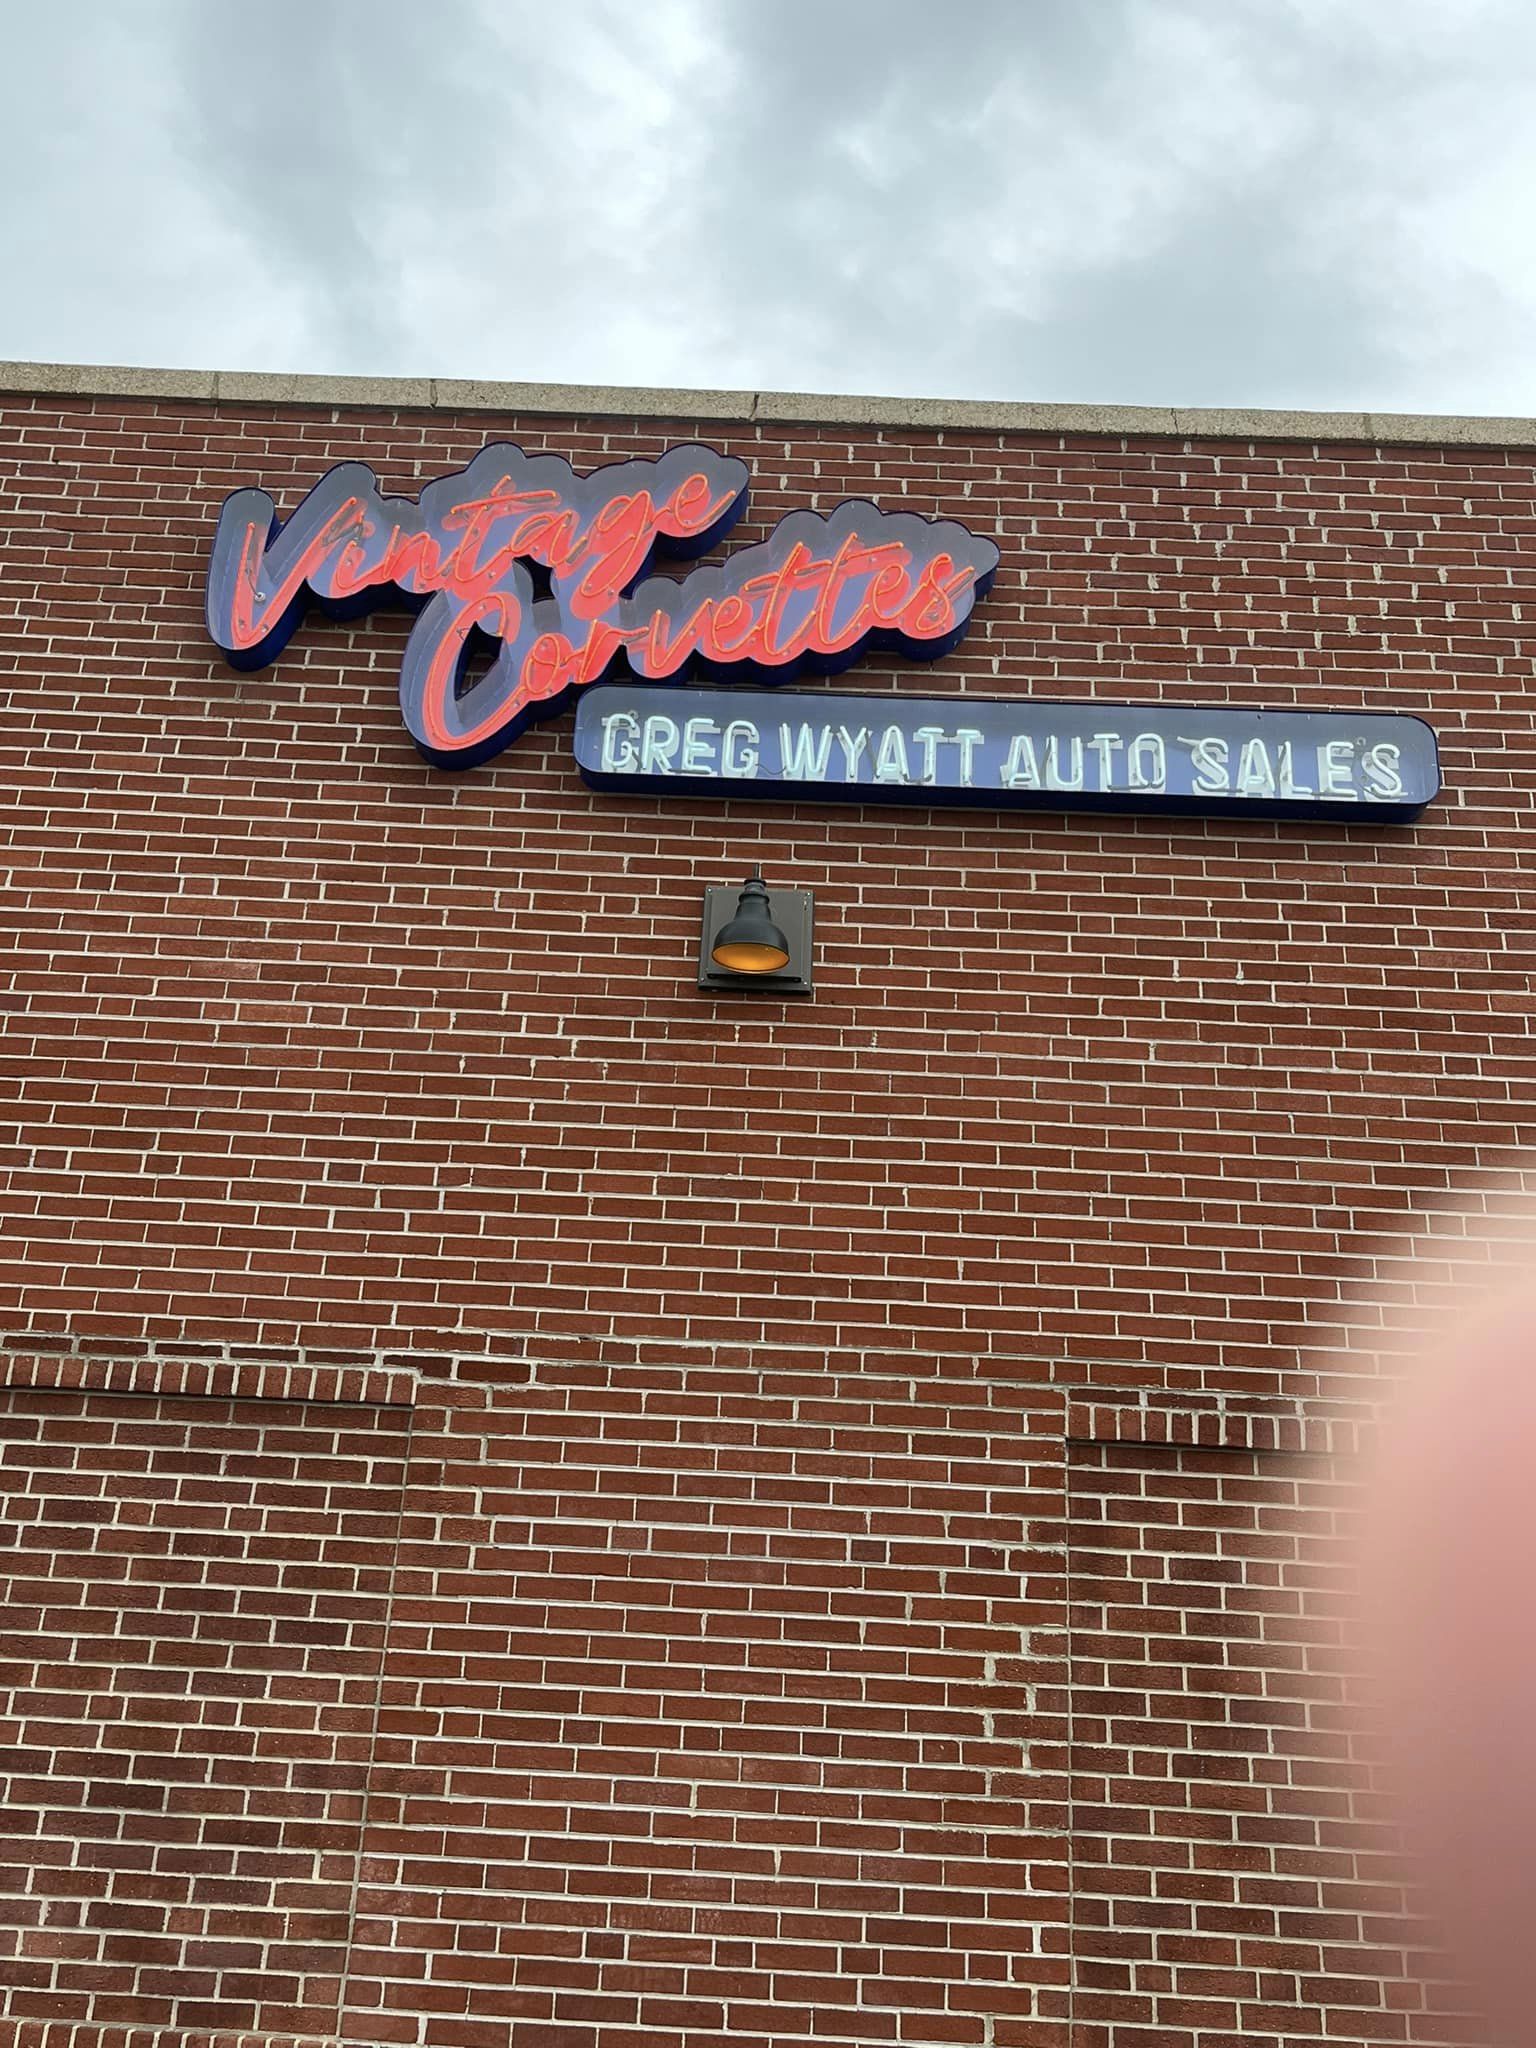 Vintage
Corvettes
GREG WYATT AUTO SALES